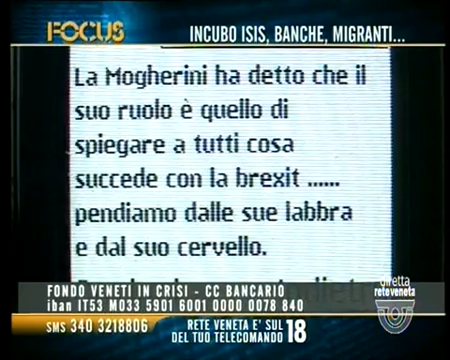 FOCUS
INCUBO ISIS, BANCHE, MIGRANTI...
La Mogherini ha detto che il
suo ruolo è quello di
spiegare a tutti cosa
succede con la brexit ......
pendiamo dalle sue labbra
e dal suo cervello.
FONDO VENETI IN CRISI - CC BANCARIO
iban IT53 M033 5901 6001 0000 0078 840
diretta
reteveneta
SMS 340 3218806
RETE VENETA E' SUL
DEL TUO TELECOMANDO 18